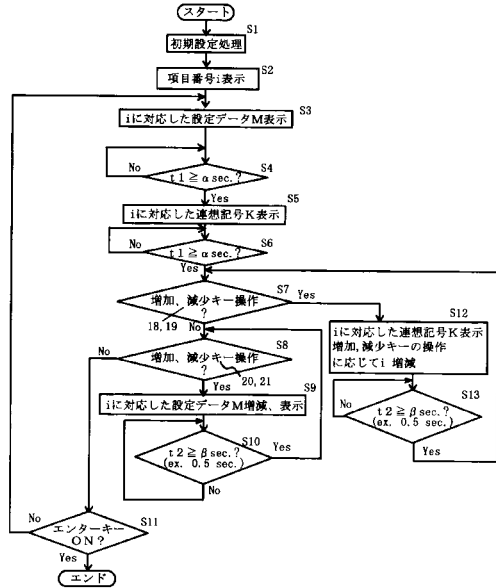 スタート
S1
初期設定処理
S2
項目番号i表示
S3
iに対応した設定データM表示
S4
No
t1≧αsec.?
Yes
S5
iに対応した連想記号K表示
S6
No
t1≧αsec.?
Yes
S7
増加、減少キー操作
?
Yes
18,19
No
S12
iに対応した連想記号K表示
増加,減少キーの操作
に応じてi 増減
S8
増加、減少キー操作
?
No
20,21
Yes
S9
iに対応した設定データM増減、表示
S13
No
t2≧βsec.?
(ex. 0.5 sec.)
Yes
S10
t2≧βsec.?
(ex. 0.5 sec.)
Yes
No
S11
No
エンターキー
ON?
Yes
エンド